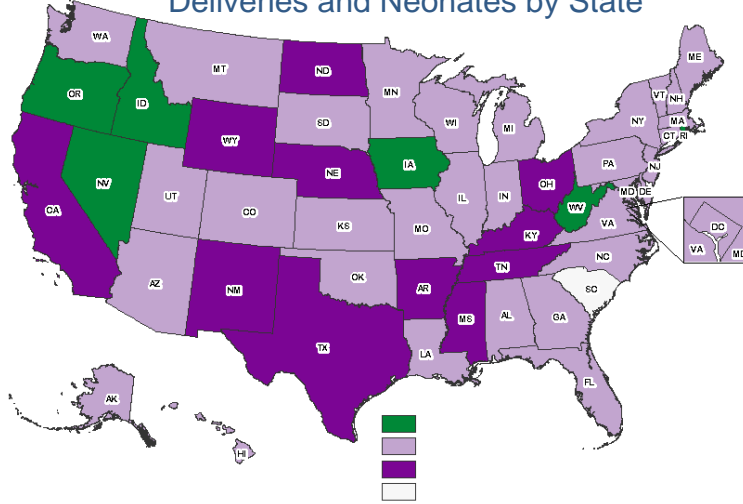 Deliveries and Neonates by State
WA
ME
MT
ND
MN
VT
NH
OR
ID
SD
WI
NY
MA
MI
CT
RI
WY
IA
PA
NJ
NE
OH
NV
IL
IN
MD
DE
UT
WV
CA
CO
VA
DC
KS
MO
KY
VA
MD
NC
TN
OK
AZ
NM
AR
SC
MS
AL
GA
TX
LA
FL
AK
HI